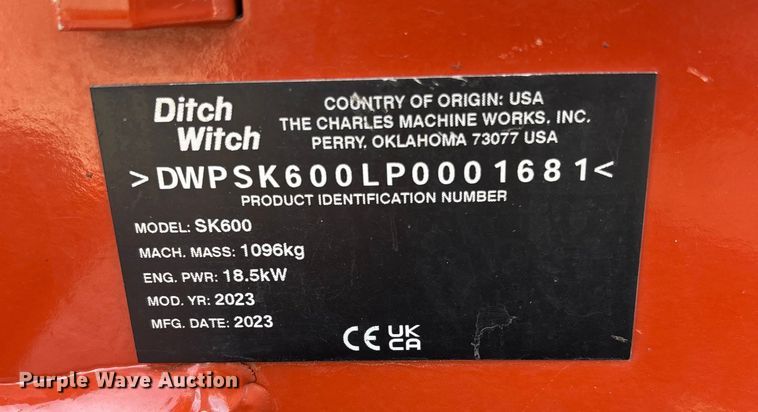 Ditch
Witch
COUNTRY OF ORIGIN: USA
THE CHARLES MACHINE WORKS, INC.
PERRY, OKLAHOMA 73077 USA
>DWPSK600LP0001681<
PRODUCT IDENTIFICATION NUMBER
MODEL: SK600
MACH. MASS: 1096kg
ENG. PWR: 18.5kW
MOD. YR: 2023
MFG. DATE: 2023
CE UK
CA
Purple Wave Auction